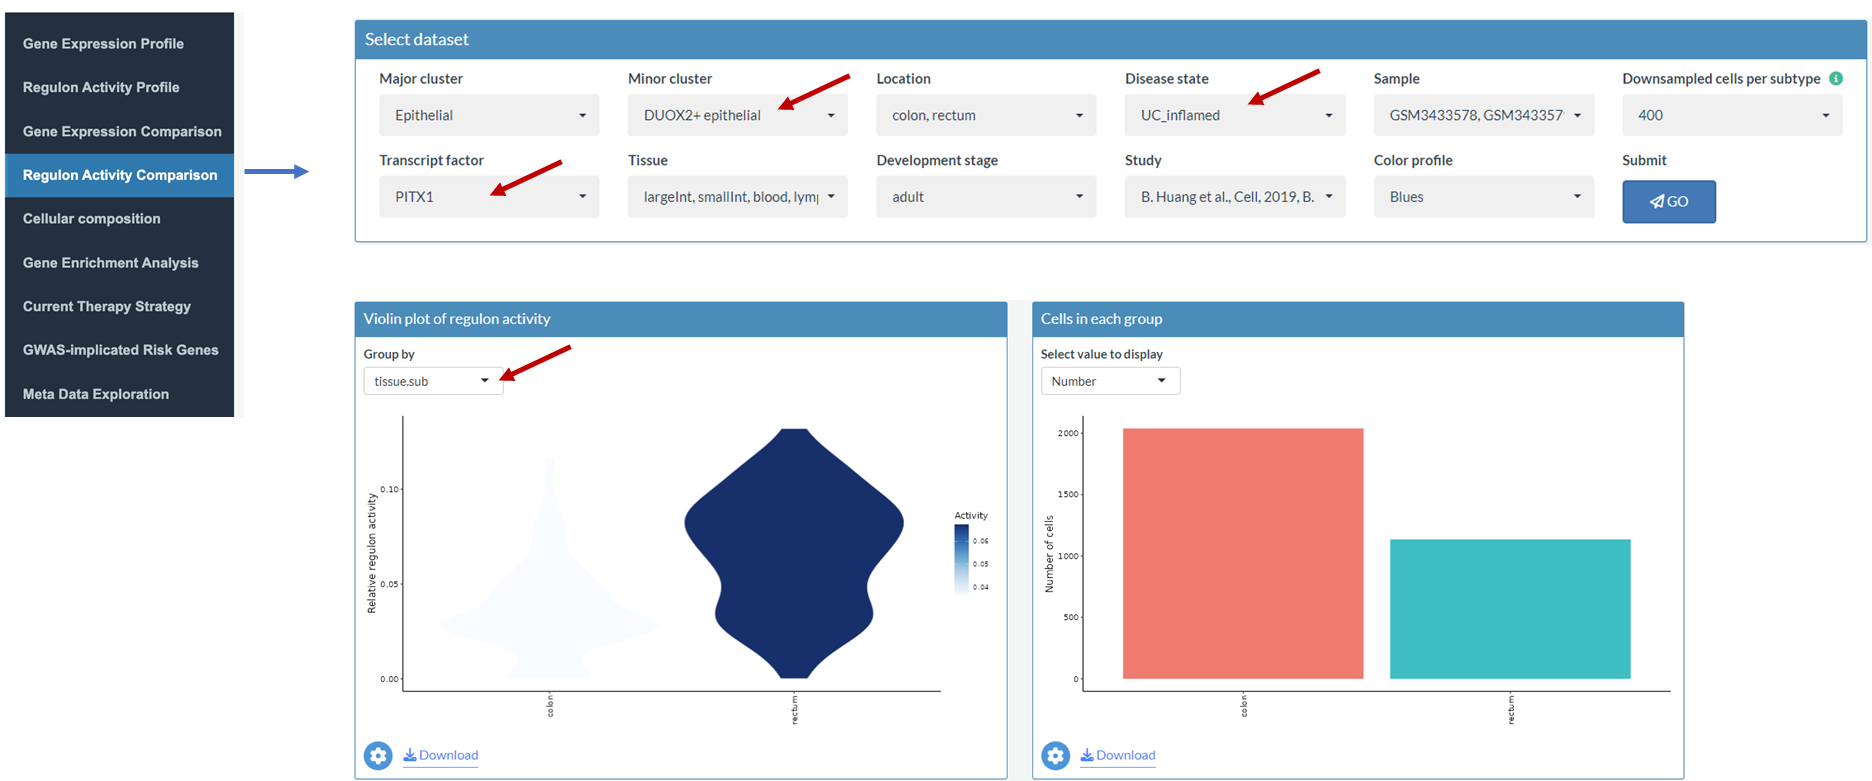 Gene Expression Profile
Regulon Activity Profile
Gene Expression Comparison
Regulon Activity Comparison
Cellular composition
Gene Enrichment Analysis
Current Therapy Strategy
GWAS-implicated Risk Genes
Meta Data Exploration
Select dataset
Major cluster
Minor cluster
Location
Disease state
Sample
Downsampled cells per subtype
Epithelial
DUOX2+ epithelial
colon, rectum
UC_inflamed
GSM3433578, GSM343357
400
Transcript factor
Tissue
Development stage
Study
Color profile
Submit
PITX1
largeInt, smallInt, blood, lym
adult
B. Huang et al., Cell, 2019, B.
Blues
GO
Violin plot of regulon activity
Group by
tissue.sub
Relative regulon activity
0.10
0.05
0.00
colon
rectum
Activity
0.06
0.05
0.04
Download
Cells in each group
Select value to display
Number
Number of cells
2000
1500
1000
500
0
colon
rectum
Download